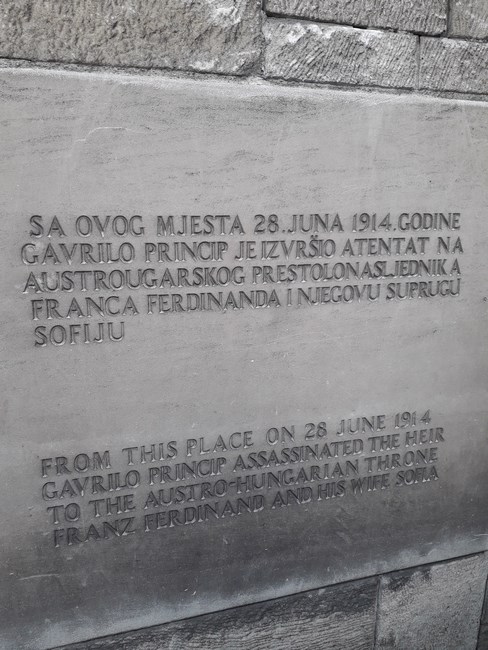 SA OVOG MJESTA 28.JUNA 1914.GODINE
GAVRILO PRINCIP JE IZVRŠIO ATENTAT NA
AUSTROUGARSKOG PRESTOLONASLJEDNIKA
FRANCA FERDINANDA I NJEGOVU SUPRUGU
SOFIJU
FROM THIS PLACE ON 28 JUNE 1914
GAVRILO PRINCIP ASSASSINATED THE HEIR
TO THE AUSTRO-HUNGARIAN THRONE
FRANZ FERDINAND AND HIS WIFE SOFIA